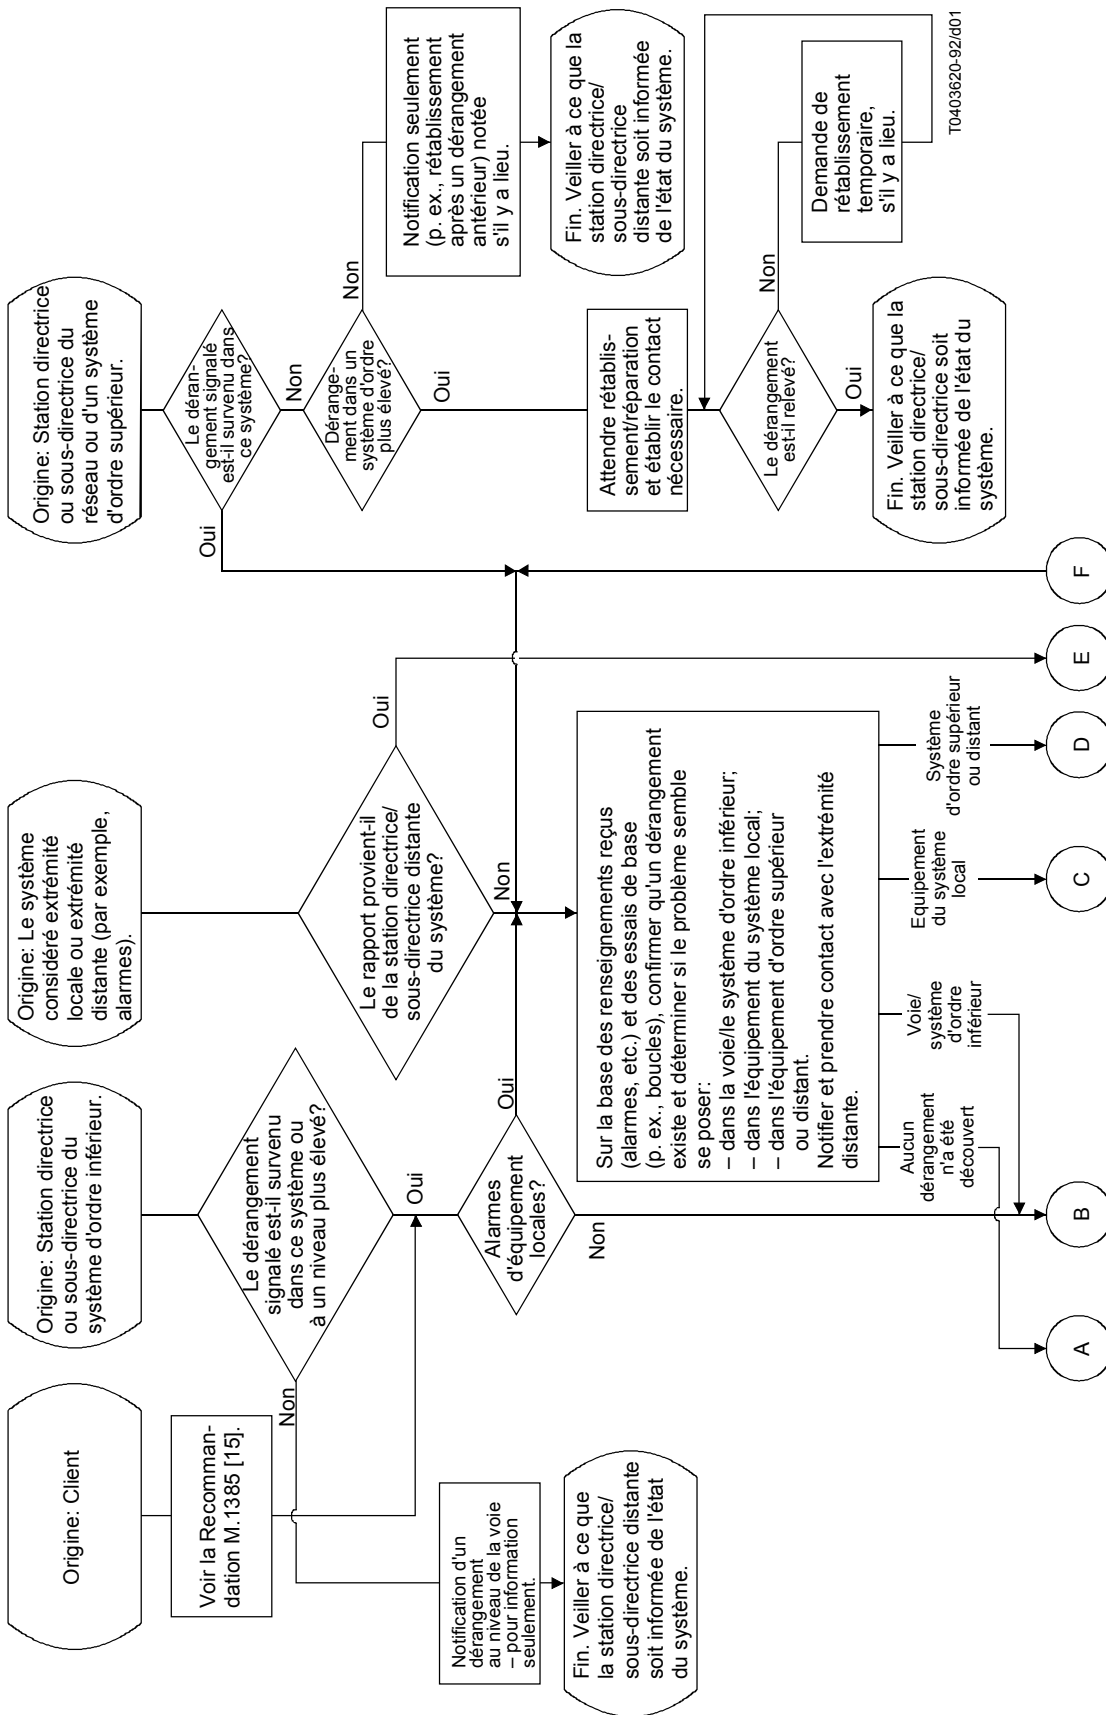 Origine: Client
Voir la Recomman-
dation M.1385 [15].
Origine: Station directrice
ou sous-directrice du
système d'ordre inférieur.
Le dérangement
signalé est-il survenu
dans ce système ou
à un niveau plus élevé?
Non
Oui
Notification d'un
dérangement
au niveau de la voie
– pour information
seulement.
Fin. Veiller à ce que
la station directrice/
sous-directrice distante
soit informée de l'état
du système.
Alarmes
d'équipement
locales?
Oui
Non
Origine: Le système
considéré extrémité
locale ou extrémité
distante (par exemple,
alarmes).
Le rapport provient-il
de la station directrice/
sous-directrice distante
du système?
Oui
Non
Sur la base des renseignements reçus
(alarmes, etc.) et des essais de base
(p. ex., boucles), confirmer qu'un dérangement
existe et déterminer si le problème semble
se poser:
– dans la voie/le système d'ordre inférieur;
– dans l'équipement du système local;
– dans l'équipement d'ordre supérieur
ou distant.
Notifier et prendre contact avec l'extrémité
distante.
Aucun
dérangement
n'a été
découvert
Voie/
système
d'ordre
inférieur
Equipement
du système
local
Système
d'ordre supérieur
ou distant
Origine: Station directrice
ou sous-directrice du
réseau ou d'un système
d'ordre supérieur.
Le déran-
gement signalé
est-il survenu dans
ce système?
Oui
Non
Dérange-
ment dans un
système d'ordre
plus élevé?
Non
Oui
Notification seulement
(p. ex., rétablissement
après un dérangement
antérieur) notée
s'il y a lieu.
Fin. Veiller à ce que la
station directrice/
sous-directrice
distante soit informée
de l'état du système.
Attendre rétablis-
sement/réparation
et établir le contact
nécessaire.
Le dérangement
est-il relevé?
Non
Oui
Demande de
rétablissement
temporaire,
s'il y a lieu.
Fin. Veiller à ce que la
station directrice/
sous-directrice soit
informée de l'état du
système.
A
B
C
D
E
F
T0403620-92/d01